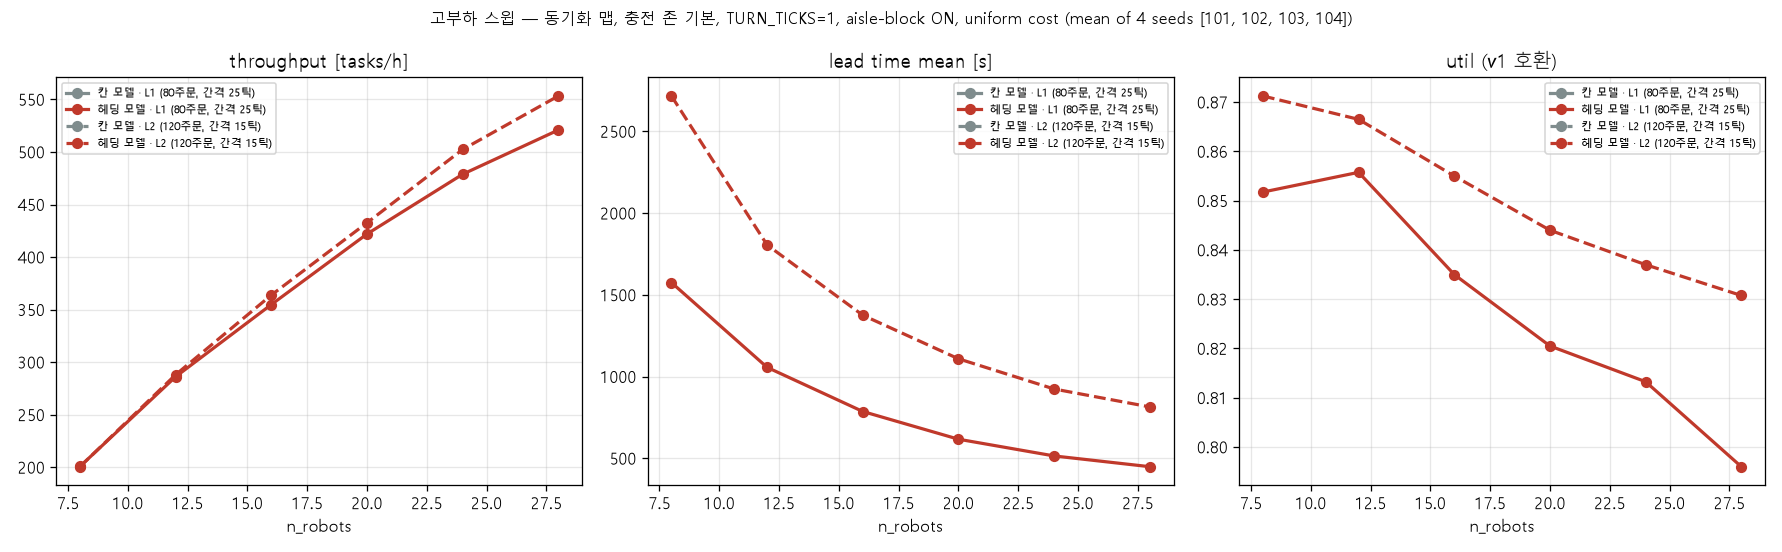 고부하 스윕 — 동기화 맵, 충전 존 기본, TURN_TICKS=1, aisle-block ON, uniform cost (mean of 4 seeds [101, 102, 103, 104])
throughput [tasks/h]
칸 모델 · L1 (80주문, 간격 25틱)
헤딩 모델 · L1 (80주문, 간격 25틱)
칸 모델 · L2 (120주문, 간격 15틱)
헤딩 모델 · L2 (120주문, 간격 15틱)
550
500
450
400
350
300
250
200
7.5 10.0 12.5 15.0 17.5 20.0 22.5 25.0 27.5
n_robots
lead time mean [s]
칸 모델 · L1 (80주문, 간격 25틱)
헤딩 모델 · L1 (80주문, 간격 25틱)
칸 모델 · L2 (120주문, 간격 15틱)
헤딩 모델 · L2 (120주문, 간격 15틱)
2500
2000
1500
1000
500
7.5 10.0 12.5 15.0 17.5 20.0 22.5 25.0 27.5
n_robots
util (v1 호환)
칸 모델 · L1 (80주문, 간격 25틱)
헤딩 모델 · L1 (80주문, 간격 25틱)
칸 모델 · L2 (120주문, 간격 15틱)
헤딩 모델 · L2 (120주문, 간격 15틱)
0.87
0.86
0.85
0.84
0.83
0.82
0.81
0.80
7.5 10.0 12.5 15.0 17.5 20.0 22.5 25.0 27.5
n_robots